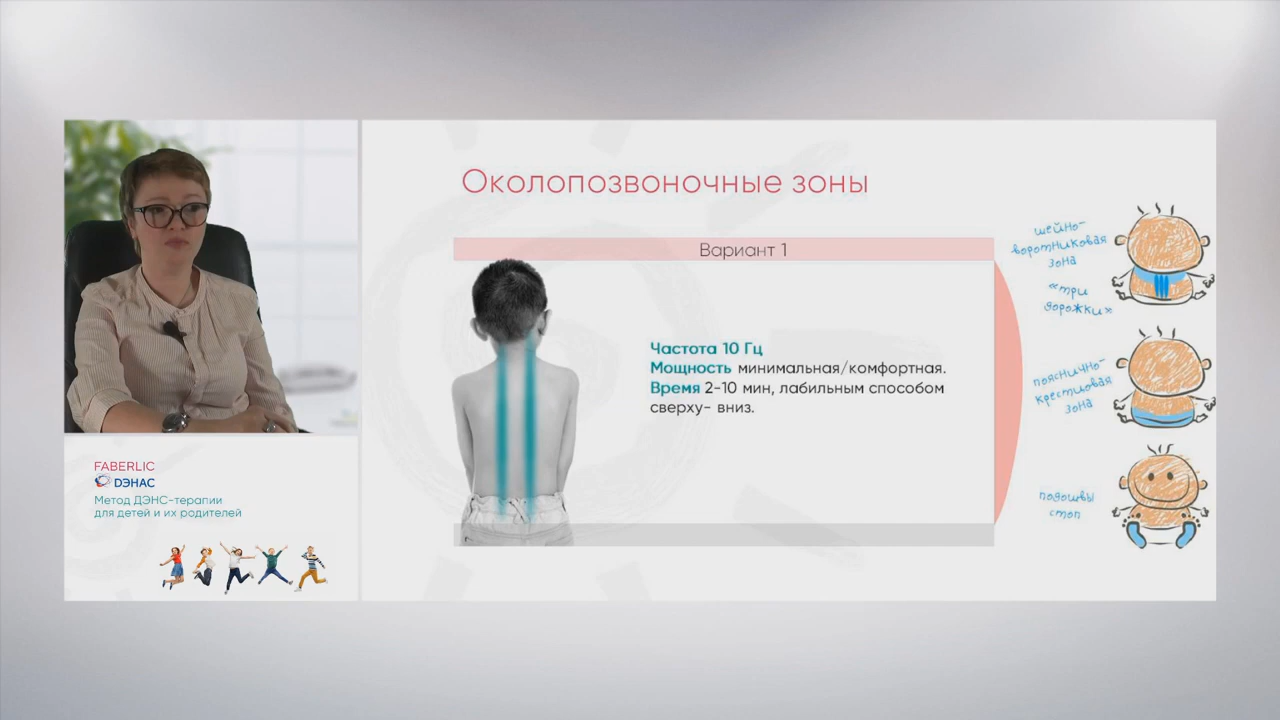 Околопозвоночные зоны
Вариант 1
Частота 10 Гц
Мощность минимальная/комфортная.
Время 2-10 мин, лабильным способом
сверху- вниз.
шейно-
воротниковая
зона
«три
дорожки»
пояснично-
крестцовая
зона
подошвы
стоп
FABERLIC
ДЭНАС
Метод ДЭНС-терапии
для детей и их родителей